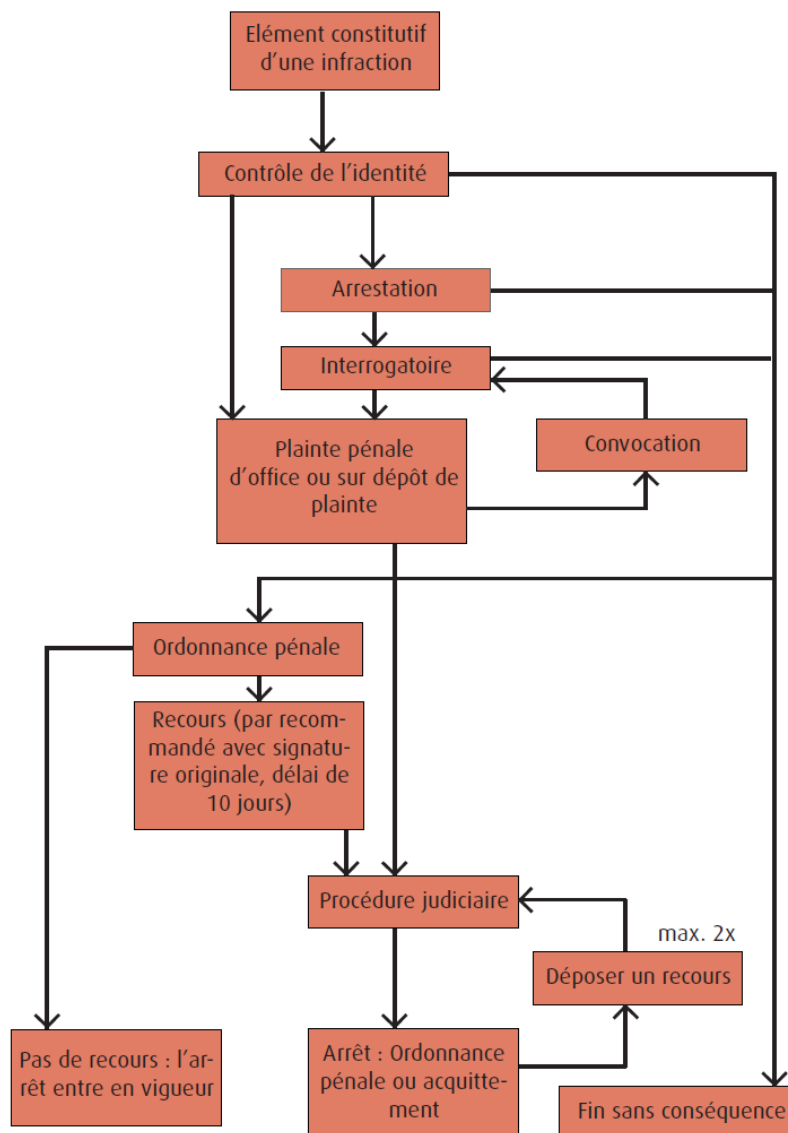 Elément constitutif
d'une infraction
Contrôle de l'identité
Arrestation
Interrogatoire
Plainte pénale
d'office ou sur dépôt de
plainte
Convocation
Ordonnance pénale
Recours (par recom-
mandé avec signatu-
re originale, délai de
10 jours)
Procédure judiciaire
max. 2x
Déposer un recours
Pas de recours : l'ar-
rêt entre en vigueur
Arrêt : Ordonnance
pénale ou acquitte-
ment
Fin sans conséquence